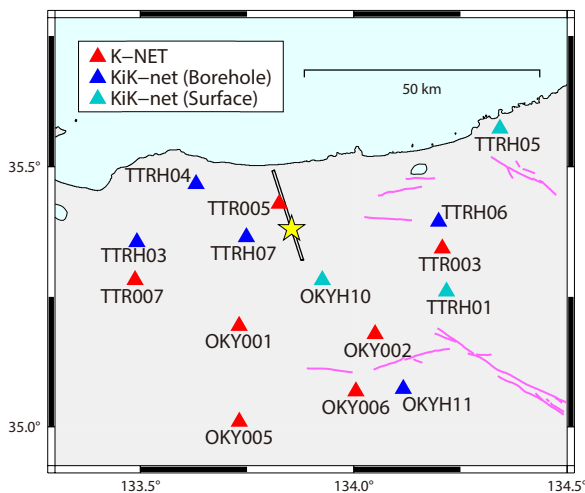 K−NET
KiK−net (Borehole)
KiK−net (Surface)
50 km
TTRH05
35.5°
TTRH04
TTR005
TTRH06
TTRH03
TTRH07
TTR003
TTR007
OKYH10
TTRH01
OKY001
OKY002
OKY006
OKYH11
35.0°
OKY005
133.5°
134.0°
134.5°